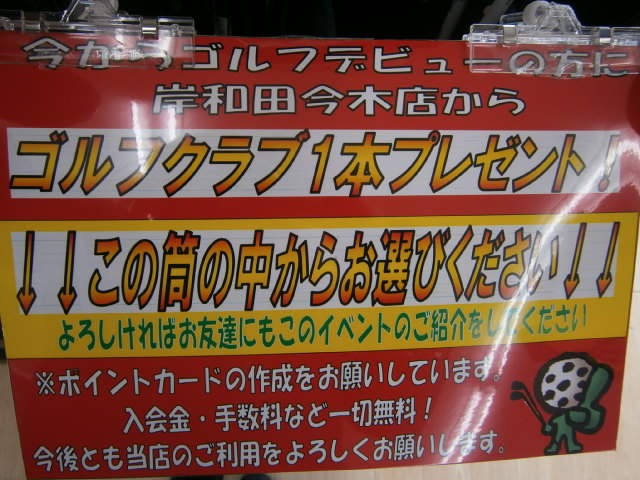 今からゴルフデビューの方に
岸和田今木店から
ゴルフクラブ1本プレゼント!
↓↓この筒の中からお選びください↓↓
よろしければお友達にもこのイベントのご紹介をしてください
※ポイントカードの作成をお願いしています。
入会金・手数料など一切無料!
今後とも当店のご利用をよろしくお願いします。